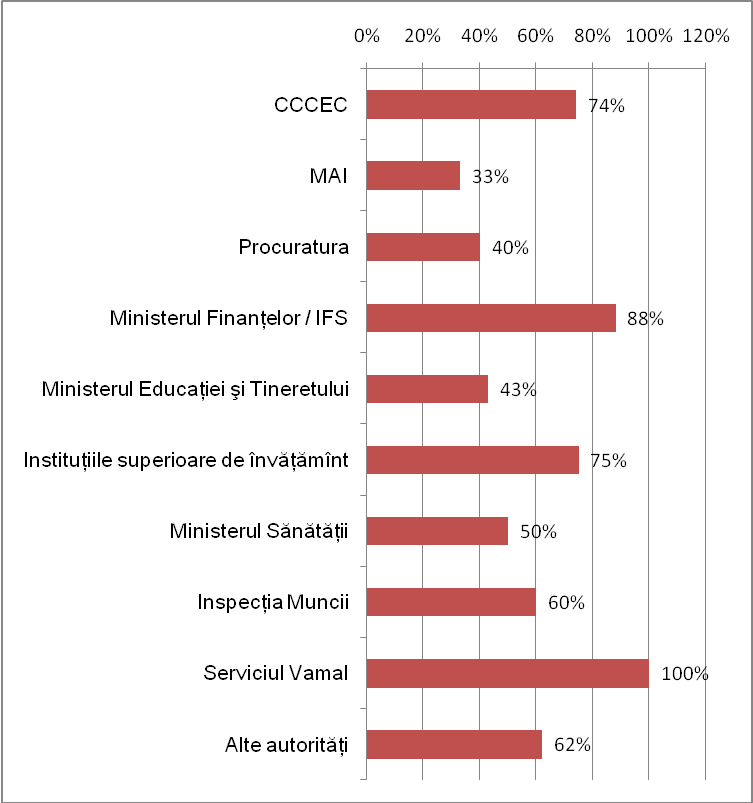 0% 20% 40% 60% 80% 100% 120%
CCCEC 74%
MAI 33%
Procuratura 40%
Ministerul Finanțelor / IFS 88%
Ministerul Educației şi Tineretului 43%
Instituțiile superioare de învățămînt 75%
Ministerul Sănătății 50%
Inspecția Muncii 60%
Serviciul Vamal 100%
Alte autorități 62%